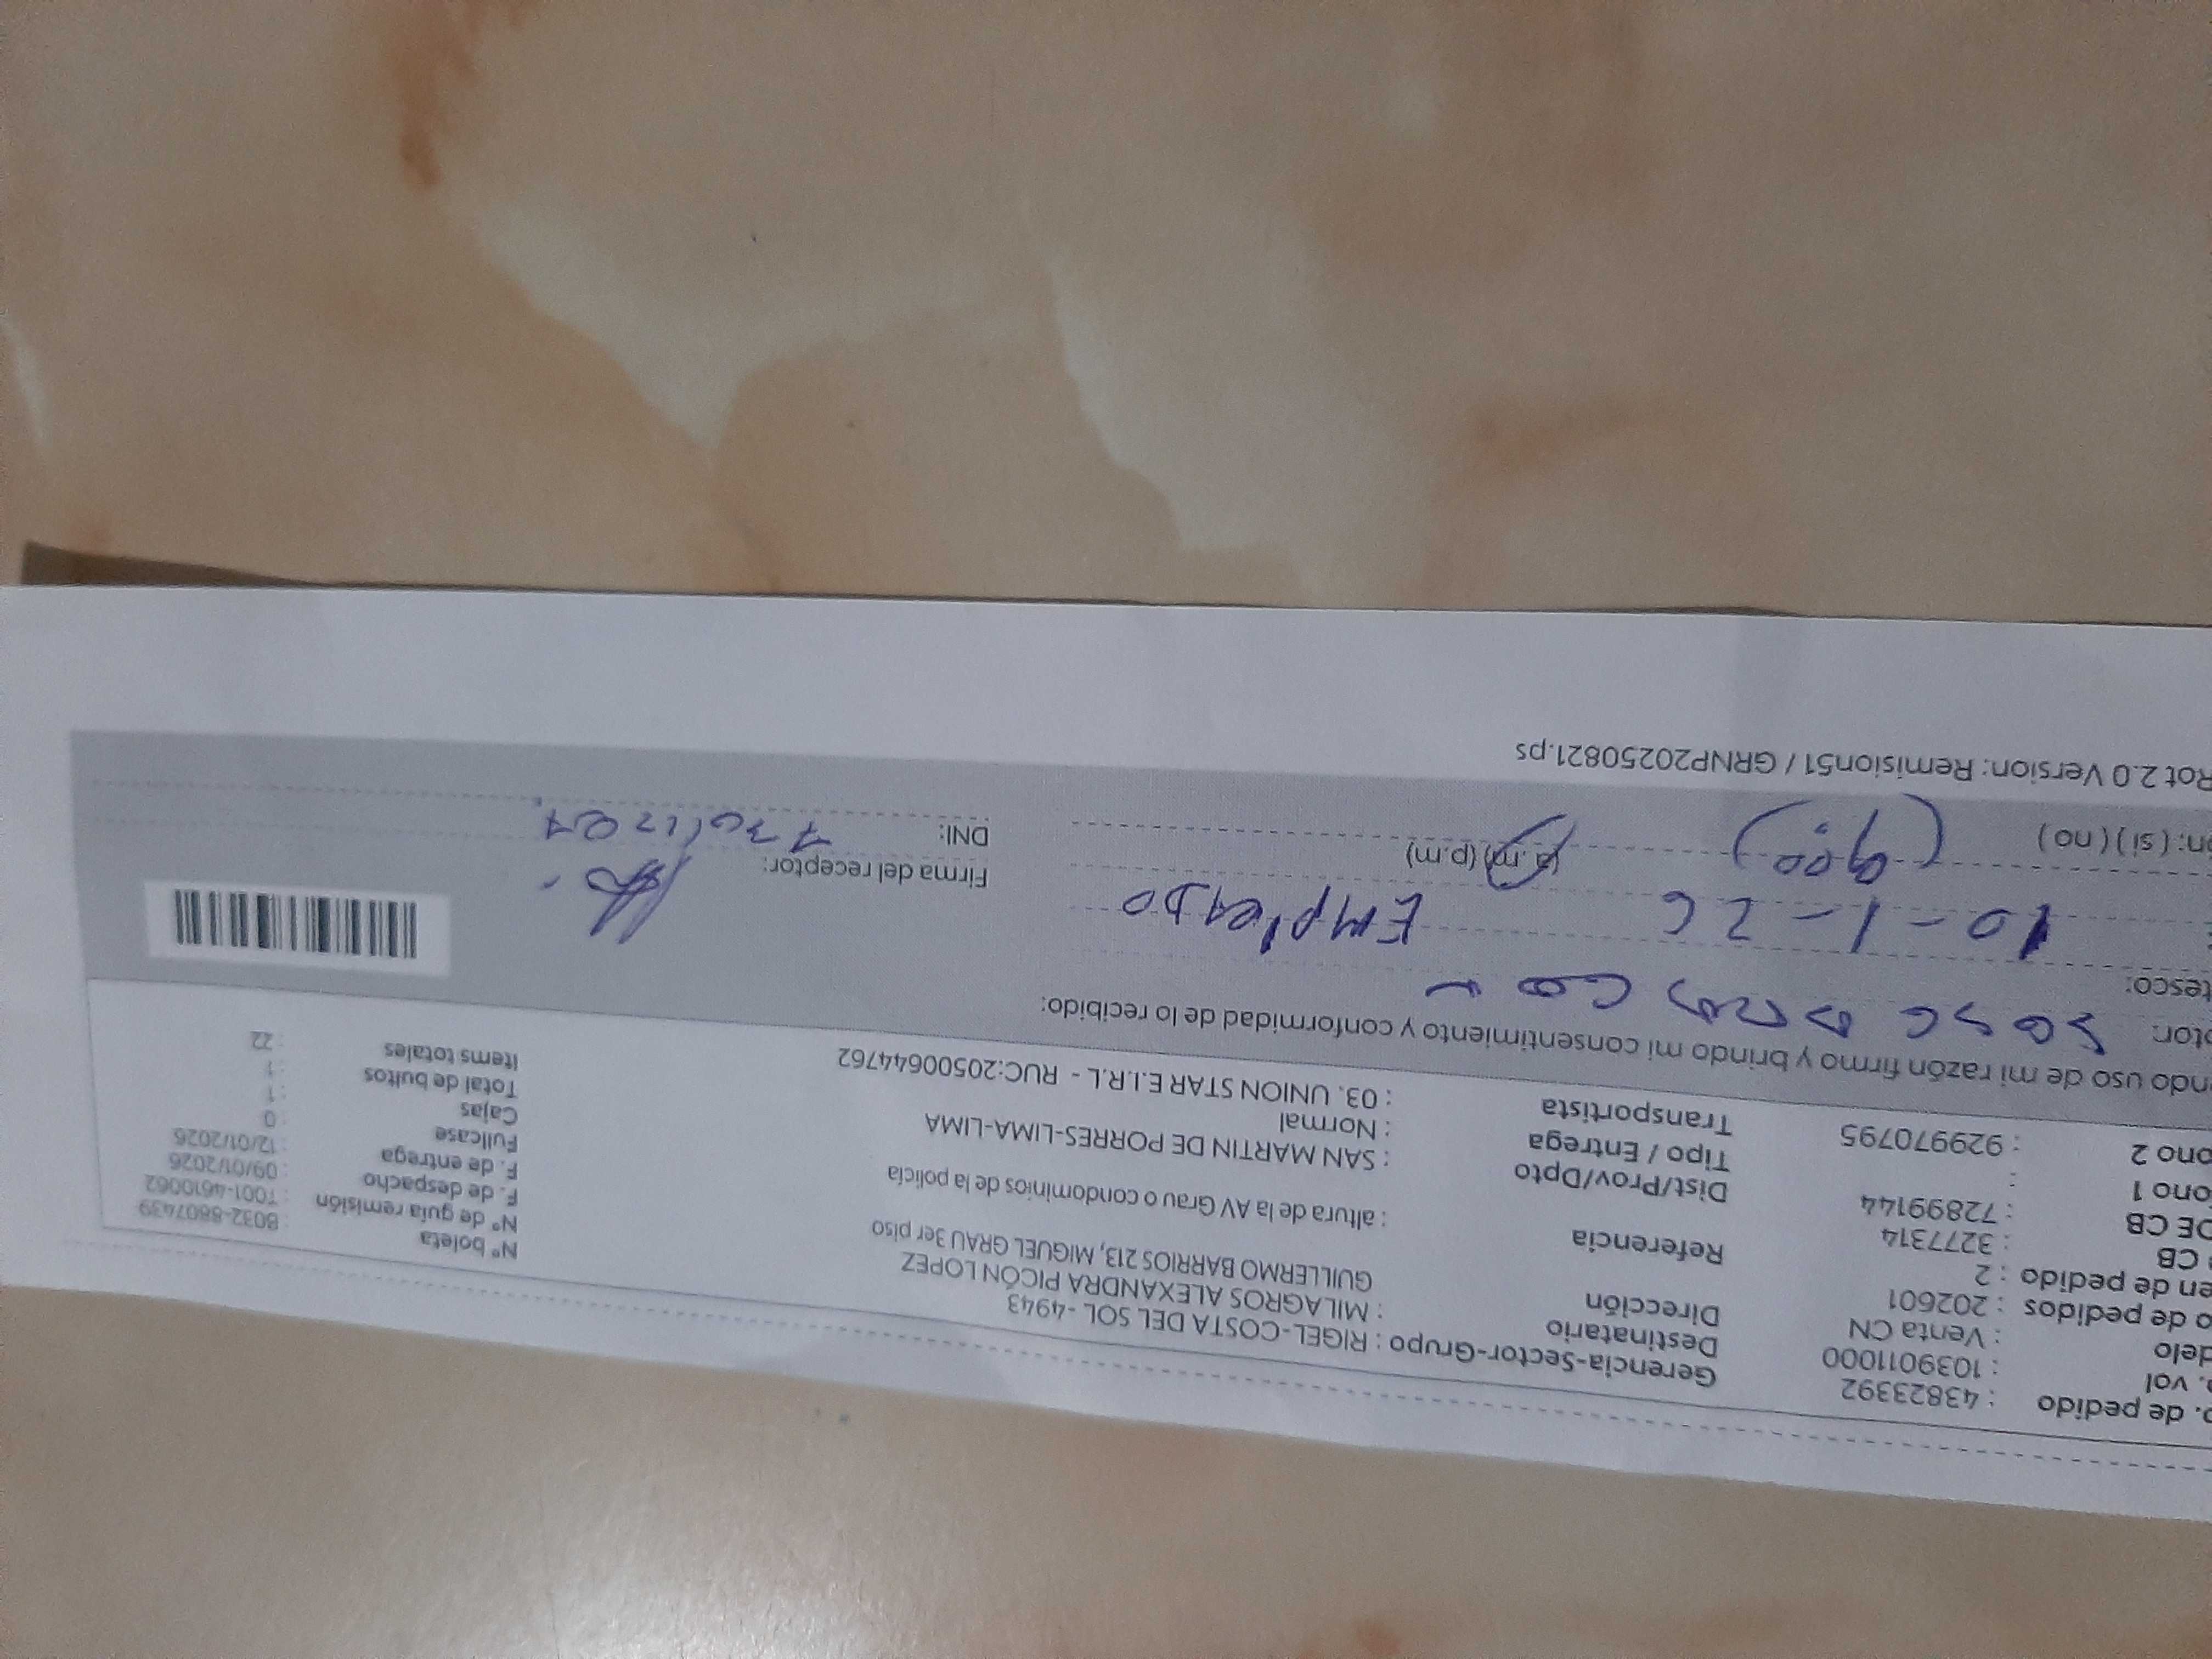 o. de pedido : 43823392
o. vol : 1039011000
delo : Venta CN
o de pedidos : 202601
en de pedido : 2
CB : 3277314
DE CB : 72899144
ono 1 :
ono 2 : 929970795
Gerencia-Sector-Grupo : RIGEL-COSTA DEL SOL - 4943
Destinatario : MILAGROS ALEXANDRA PICÓN LOPEZ
Dirección GUILLERMO BARRIOS 213, MIGUEL GRAU 3er piso
Referencia : altura de la AV Grau o condominios de la policía
Dist/Prov/Dpto : SAN MARTIN DE PORRES-LIMA-LIMA
Tipo / Entrega : Normal
Transportista : 03. UNION STAR E.I.R.L - RUC:20500644762
Nº boleta : B032-8807439
Nº de guía remisión : T001-4610062
F. de despacho : 09/01/2026
F. de entrega : 12/01/2026
Fullcase : 0
Cajas : 1
Total de bultos : 1
Items totales : 22
ndo uso de mi razón firmo y brindo mi consentimiento y conformidad de lo recibido:
ptor:
tesco: Empleado
10-1-26
Firma del receptor:
on: ( si ) ( no ) (9:00) (a.m) (p.m)
DNI:
Rot 2.0 Version: Remision51 / GRNP20250821.ps